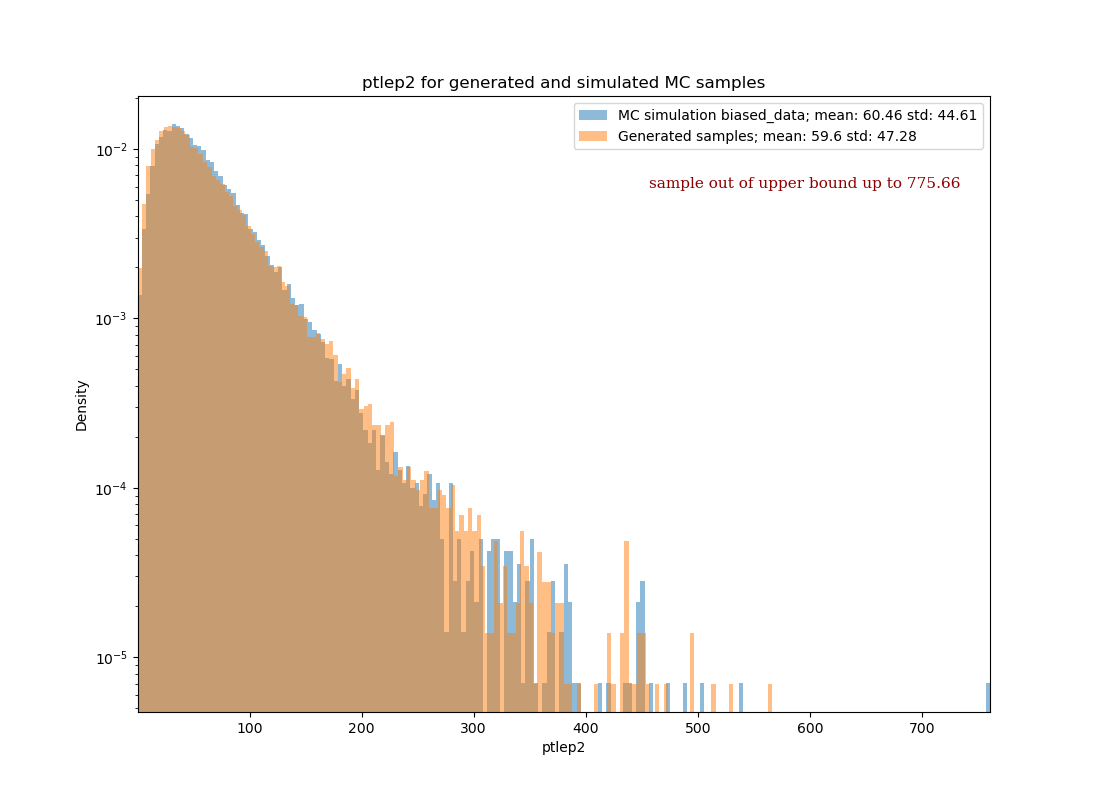 ptlep2 for generated and simulated MC samples
MC simulation biased_data; mean: 60.46 std: 44.61
Generated samples; mean: 59.6 std: 47.28
sample out of upper bound up to 775.66
Density
10⁻²
10⁻³
10⁻⁴
10⁻⁵
100 200 300 400 500 600 700
ptlep2